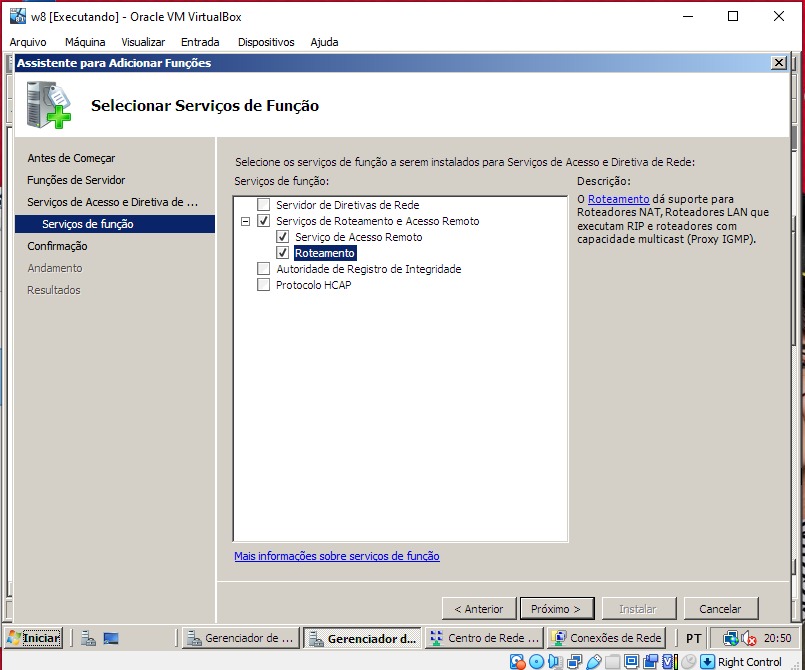 w8 [Executando] - Oracle VM VirtualBox
Arquivo Máquina Visualizar Entrada Dispositivos Ajuda
Assistente para Adicionar Funções
Selecionar Serviços de Função
Antes de Começar
Funções de Servidor
Serviços de Acesso e Diretiva de ...
Serviços de função
Confirmação
Andamento
Resultados
Selecione os serviços de função a serem instalados para Serviços de Acesso e Diretiva de Rede:
Serviços de função:
Servidor de Diretivas de Rede
Serviços de Roteamento e Acesso Remoto
Serviço de Acesso Remoto
Roteamento
Autoridade de Registro de Integridade
Protocolo HCAP
Mais informações sobre serviços de função
Descrição:
O Roteamento dá suporte para
Roteadores NAT, Roteadores LAN que
executam RIP e roteadores com
capacidade multicast (Proxy IGMP).
< Anterior Próximo > Instalar Cancelar
Iniciar Gerenciador de ... Gerenciador d... Centro de Rede ... Conexões de Rede PT 20:50
Right Control